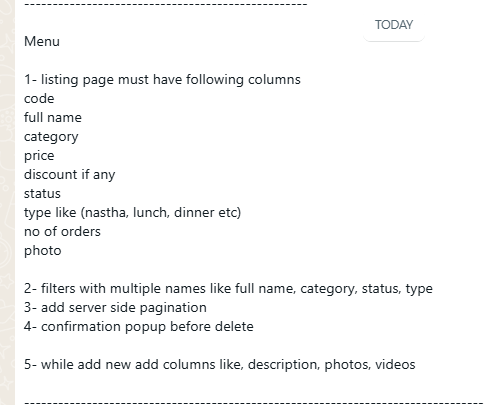 ------------------------------------------------
TODAY
Menu
1- listing page must have following columns
code
full name
category
price
discount if any
status
type like (nastha, lunch, dinner etc)
no of orders
photo
2- filters with multiple names like full name, category, status, type
3- add server side pagination
4- confirmation popup before delete
5- while add new add columns like, description, photos, videos
--------------------------------------------------------------------------------